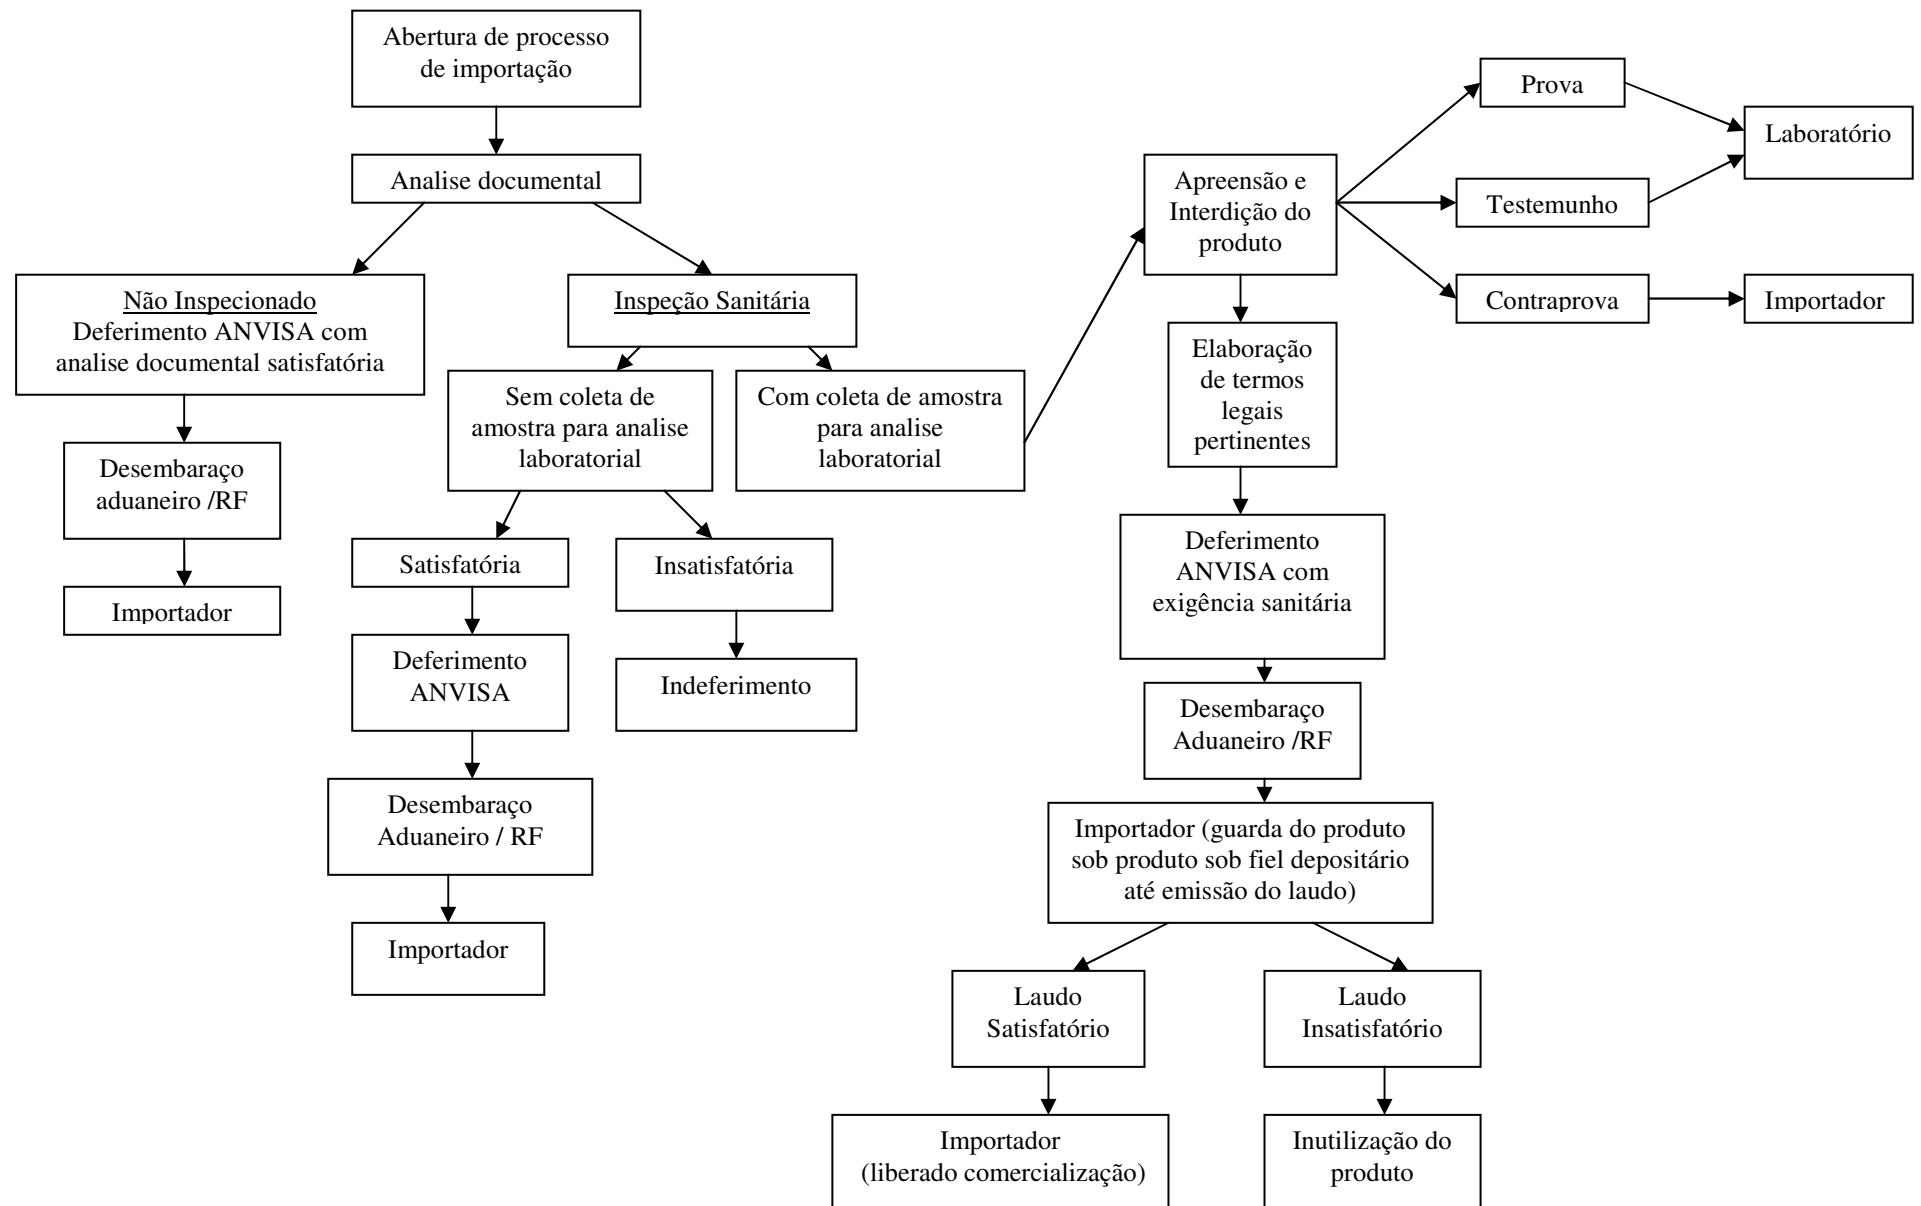 Abertura de processo
de importação
Analise documental
Não Inspecionado
Deferimento ANVISA com
analise documental satisfatória
Desembaraço
aduaneiro /RF
Importador
Inspeção Sanitária
Sem coleta de
amostra para analise
laboratorial
Satisfatória
Deferimento
ANVISA
Desembaraço
Aduaneiro / RF
Importador
Insatisfatória
Indeferimento
Com coleta de amostra
para analise
laboratorial
Apreensão e
Interdição do
produto
Prova
Testemunho
Laboratório
Contraprova
Importador
Elaboração
de termos
legais
pertinentes
Deferimento
ANVISA com
exigência sanitária
Desembaraço
Aduaneiro /RF
Importador (guarda do produto
sob produto sob fiel depositário
até emissão do laudo)
Laudo
Satisfatório
Importador
(liberado comercialização)
Laudo
Insatisfatório
Inutilização do
produto